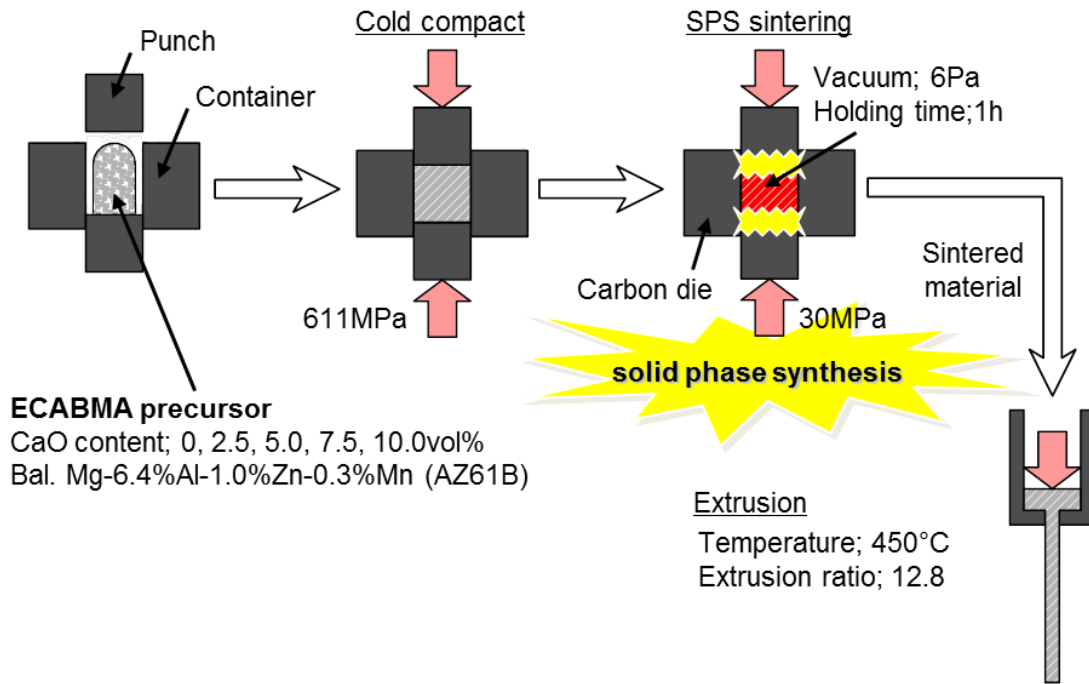 Punch
Container
Cold compact
611MPa
SPS sintering
Vacuum; 6Pa
Holding time;1h
Carbon die
30MPa
solid phase synthesis
Sintered
material
ECABMA precursor
CaO content; 0, 2.5, 5.0, 7.5, 10.0vol%
Bal. Mg-6.4%Al-1.0%Zn-0.3%Mn (AZ61B)
Extrusion
Temperature; 450°C
Extrusion ratio; 12.8